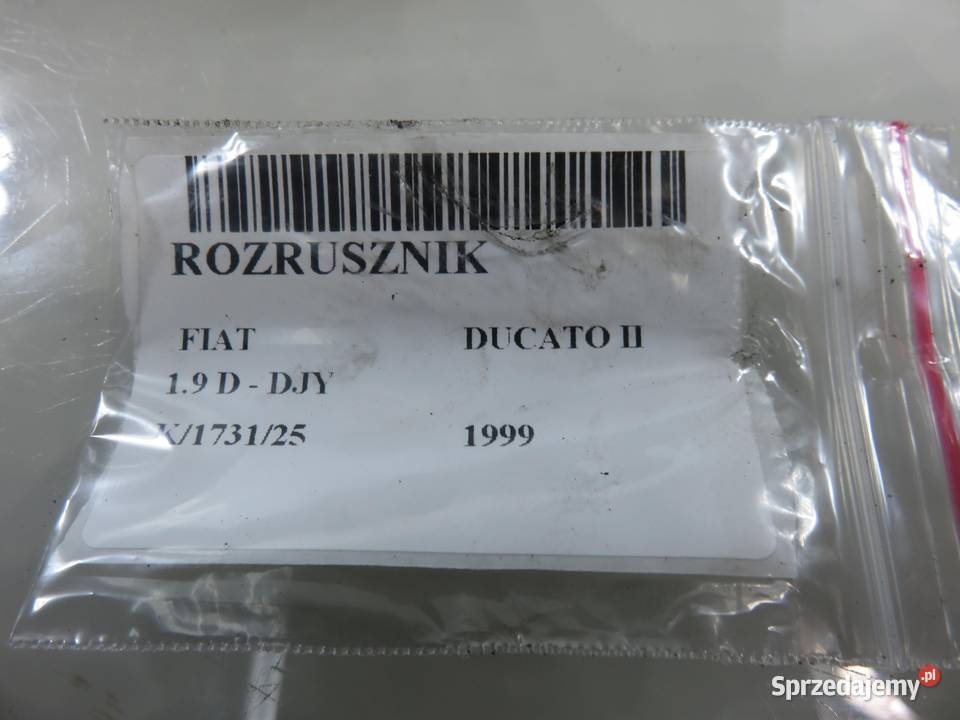 ROZRUSZNIK
FIAT DUCATO II
1.9 D - DJY
K/1731/25 1999
Sprzedajemy.pl